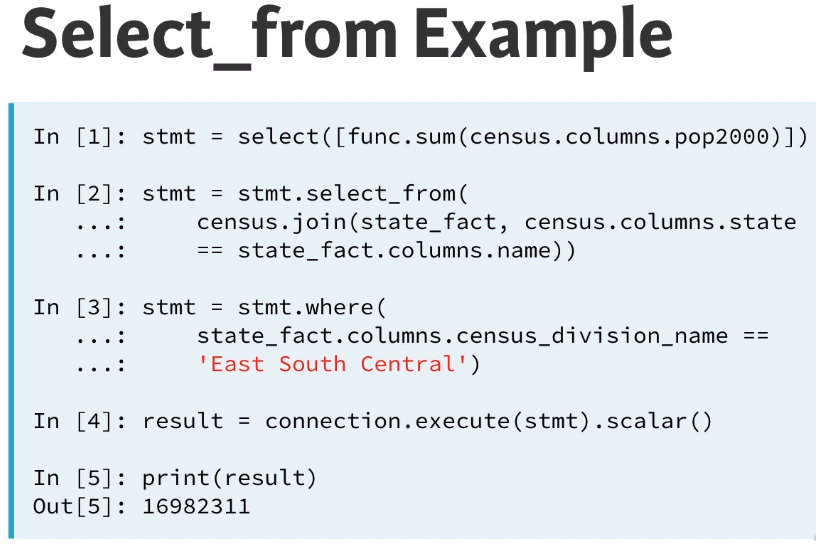 Select_from Example
In [1]: stmt = select([func.sum(census.columns.pop2000)])
In [2]: stmt = stmt.select_from(
   ...:     census.join(state_fact, census.columns.state
   ...:     == state_fact.columns.name))
In [3]: stmt = stmt.where(
   ...:     state_fact.columns.census_division_name ==
   ...:     'East South Central')
In [4]: result = connection.execute(stmt).scalar()
In [5]: print(result)
Out[5]: 16982311